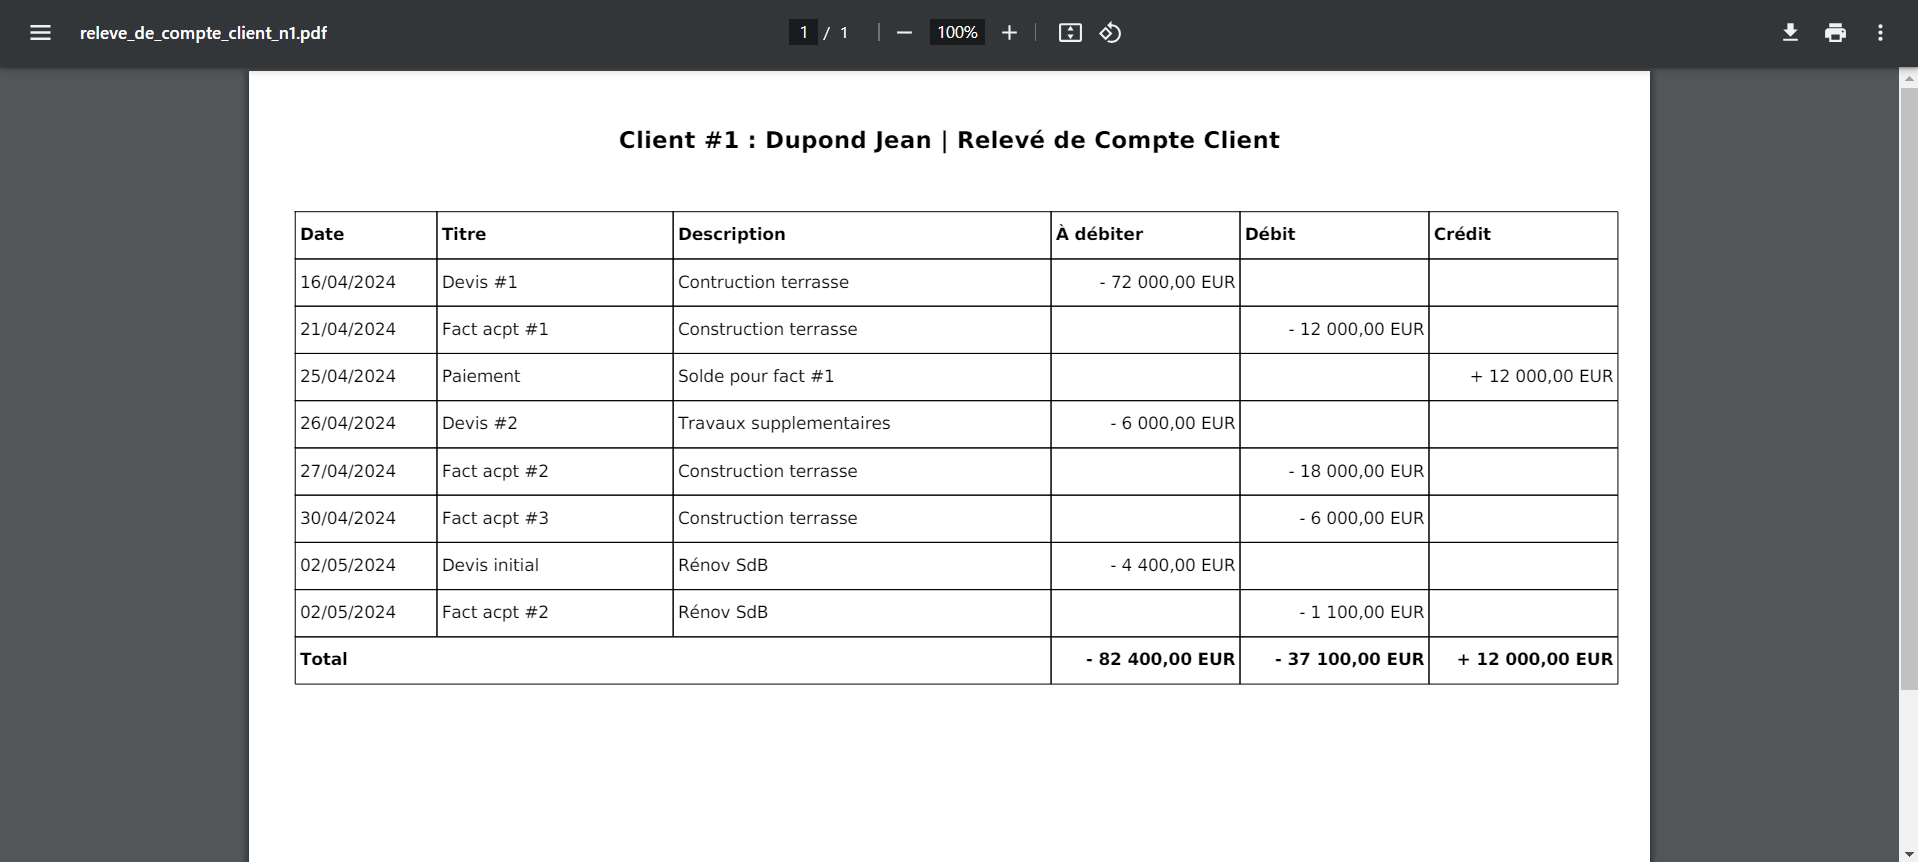 releve_de_compte_client_n1.pdf
1 / 1
100%
Client #1 : Dupond Jean | Relevé de Compte Client
Date Titre Description À débiter Débit Crédit
16/04/2024 Devis #1 Contruction terrasse - 72 000,00 EUR
21/04/2024 Fact acpt #1 Construction terrasse - 12 000,00 EUR
25/04/2024 Paiement Solde pour fact #1 + 12 000,00 EUR
26/04/2024 Devis #2 Travaux supplementaires - 6 000,00 EUR
27/04/2024 Fact acpt #2 Construction terrasse - 18 000,00 EUR
30/04/2024 Fact acpt #3 Construction terrasse - 6 000,00 EUR
02/05/2024 Devis initial Rénov SdB - 4 400,00 EUR
02/05/2024 Fact acpt #2 Rénov SdB - 1 100,00 EUR
Total - 82 400,00 EUR - 37 100,00 EUR + 12 000,00 EUR